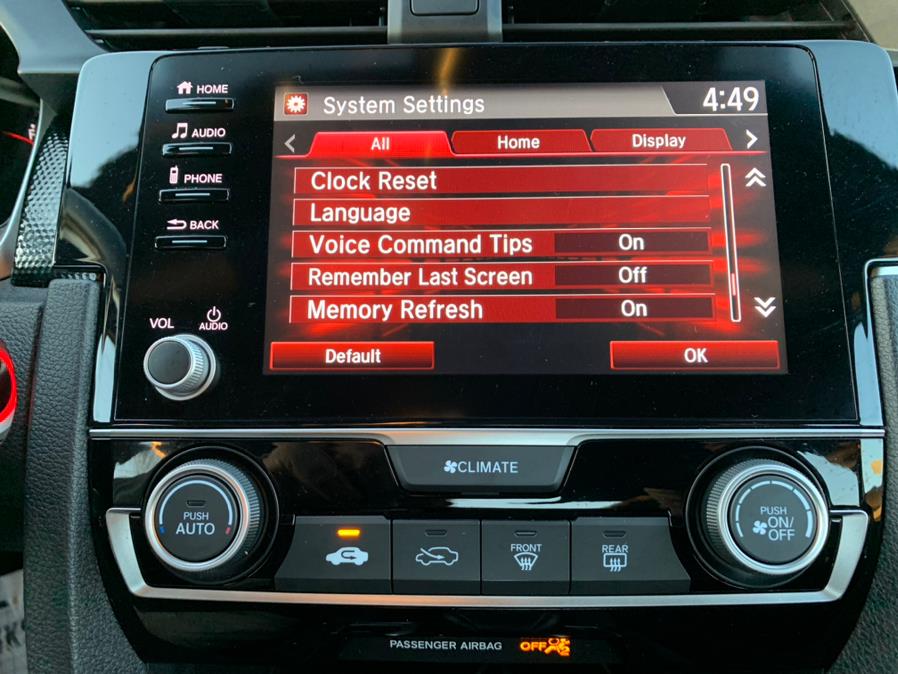 HOME
AUDIO
PHONE
BACK
VOL
AUDIO
System Settings
4:49
All
Home
Display
Clock Reset
Language
Voice Command Tips On
Remember Last Screen Off
Memory Refresh On
Default
OK
CLIMATE
PUSH
AUTO
FRONT
REAR
PUSH
ON/
OFF
PASSENGER AIRBAG OFF